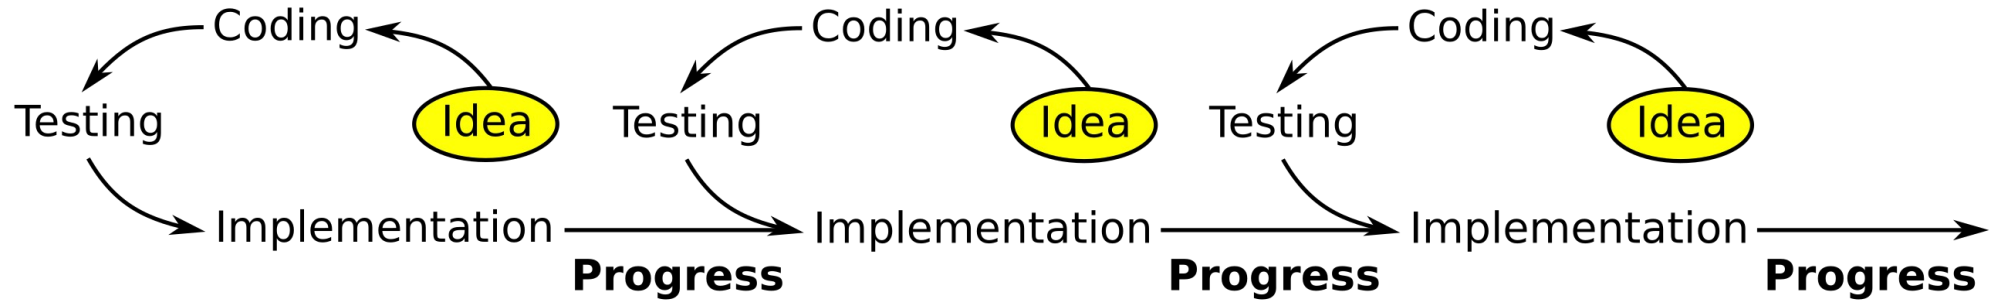 Coding
Coding
Coding
Testing
Idea
Testing
Idea
Testing
Idea
Implementation
Implementation
Implementation
Progress
Progress
Progress